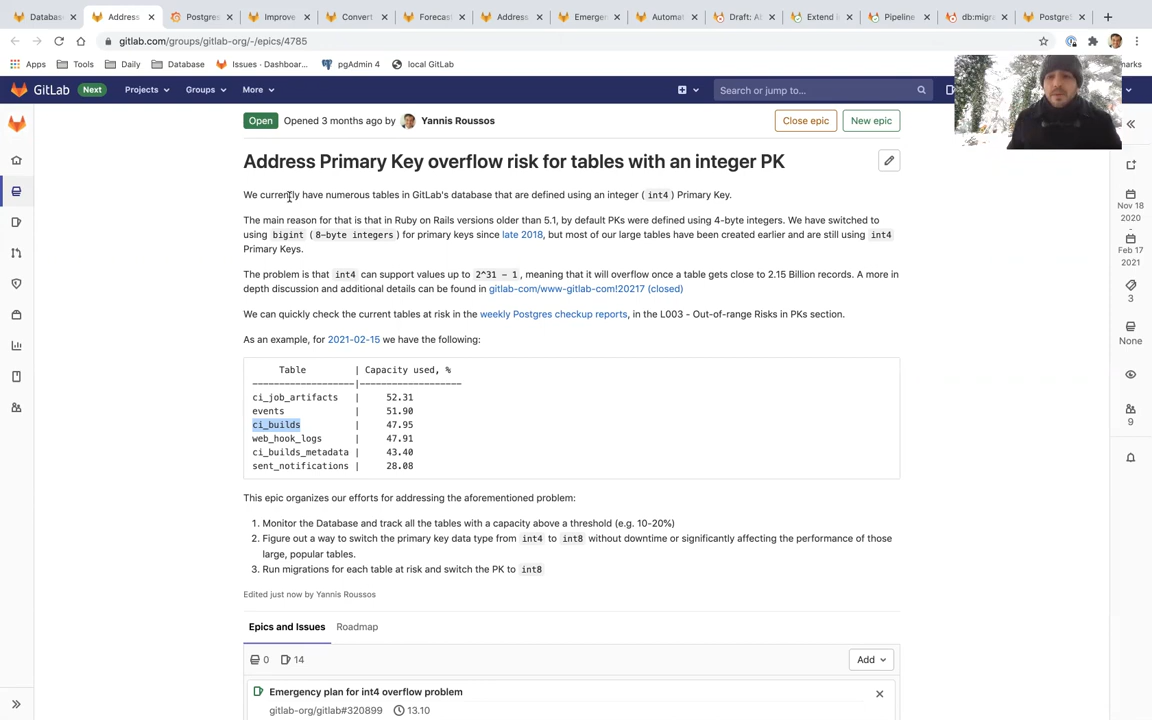 Databas
Address
Postgres
Improve
Convert
Forecas
Address
Emerger
Automat
Draft: Al
Extend i
Pipeline
db:migra
Postgre
gitlab.com/groups/gitlab-org/-/epics/4785
Apps Tools Daily Database Issues · Dashboar... pgAdmin 4 local GitLab
GitLab Next Projects Groups More Search or jump to...
Open Opened 3 months ago by Yannis Roussos Close epic New epic
Address Primary Key overflow risk for tables with an integer PK
We currently have numerous tables in GitLab's database that are defined using an integer ( int4 ) Primary Key.
The main reason for that is that in Ruby on Rails versions older than 5.1, by default PKs were defined using 4-byte integers. We have switched to
using bigint ( 8-byte integers ) for primary keys since late 2018, but most of our large tables have been created earlier and are still using int4
Primary Keys.
The problem is that int4 can support values up to 2^31 - 1 , meaning that it will overflow once a table gets close to 2.15 Billion records. A more in
depth discussion and additional details can be found in gitlab-com/www-gitlab-com!20217 (closed)
We can quickly check the current tables at risk in the weekly Postgres checkup reports, in the L003 - Out-of-range Risks in PKs section.
As an example, for 2021-02-15 we have the following:
Table | Capacity used, %
-------------------|-------------------
ci_job_artifacts | 52.31
events | 51.90
ci_builds | 47.95
web_hook_logs | 47.91
ci_builds_metadata | 43.40
sent_notifications | 28.08
This epic organizes our efforts for addressing the aforementioned problem:
1. Monitor the Database and track all the tables with a capacity above a threshold (e.g. 10-20%)
2. Figure out a way to switch the primary key data type from int4 to int8 without downtime or significantly affecting the performance of those
large, popular tables.
3. Run migrations for each table at risk and switch the PK to int8
Edited just now by Yannis Roussos
Epics and Issues Roadmap
0 14 Add
Emergency plan for int4 overflow problem
gitlab-org/gitlab#320899 13.10
Nov 18
2020
-
Feb 17
2021
3
None
9